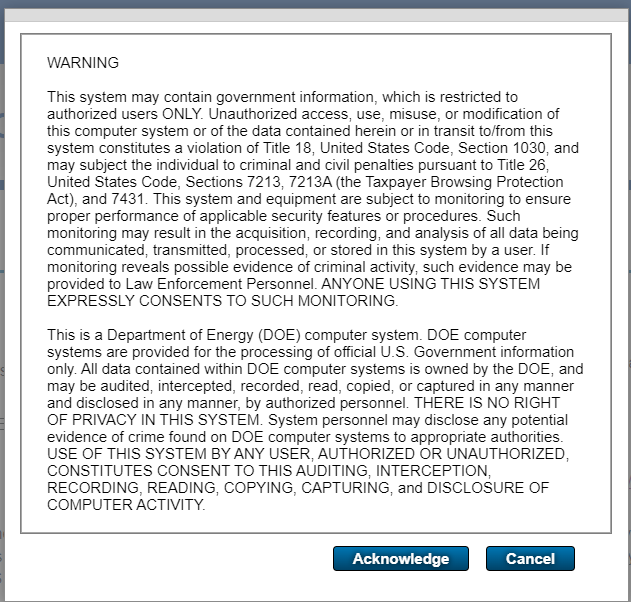 WARNING
This system may contain government information, which is restricted to
authorized users ONLY. Unauthorized access, use, misuse, or modification of
this computer system or of the data contained herein or in transit to/from this
system constitutes a violation of Title 18, United States Code, Section 1030, and
may subject the individual to criminal and civil penalties pursuant to Title 26,
United States Code, Sections 7213, 7213A (the Taxpayer Browsing Protection
Act), and 7431. This system and equipment are subject to monitoring to ensure
proper performance of applicable security features or procedures. Such
monitoring may result in the acquisition, recording, and analysis of all data being
communicated, transmitted, processed, or stored in this system by a user. If
monitoring reveals possible evidence of criminal activity, such evidence may be
provided to Law Enforcement Personnel. ANYONE USING THIS SYSTEM
EXPRESSLY CONSENTS TO SUCH MONITORING.
This is a Department of Energy (DOE) computer system. DOE computer
systems are provided for the processing of official U.S. Government information
only. All data contained within DOE computer systems is owned by the DOE, and
may be audited, intercepted, recorded, read, copied, or captured in any manner
and disclosed in any manner, by authorized personnel. THERE IS NO RIGHT
OF PRIVACY IN THIS SYSTEM. System personnel may disclose any potential
evidence of crime found on DOE computer systems to appropriate authorities.
USE OF THIS SYSTEM BY ANY USER, AUTHORIZED OR UNAUTHORIZED,
CONSTITUTES CONSENT TO THIS AUDITING, INTERCEPTION,
RECORDING, READING, COPYING, CAPTURING, and DISCLOSURE OF
COMPUTER ACTIVITY.
Acknowledge Cancel